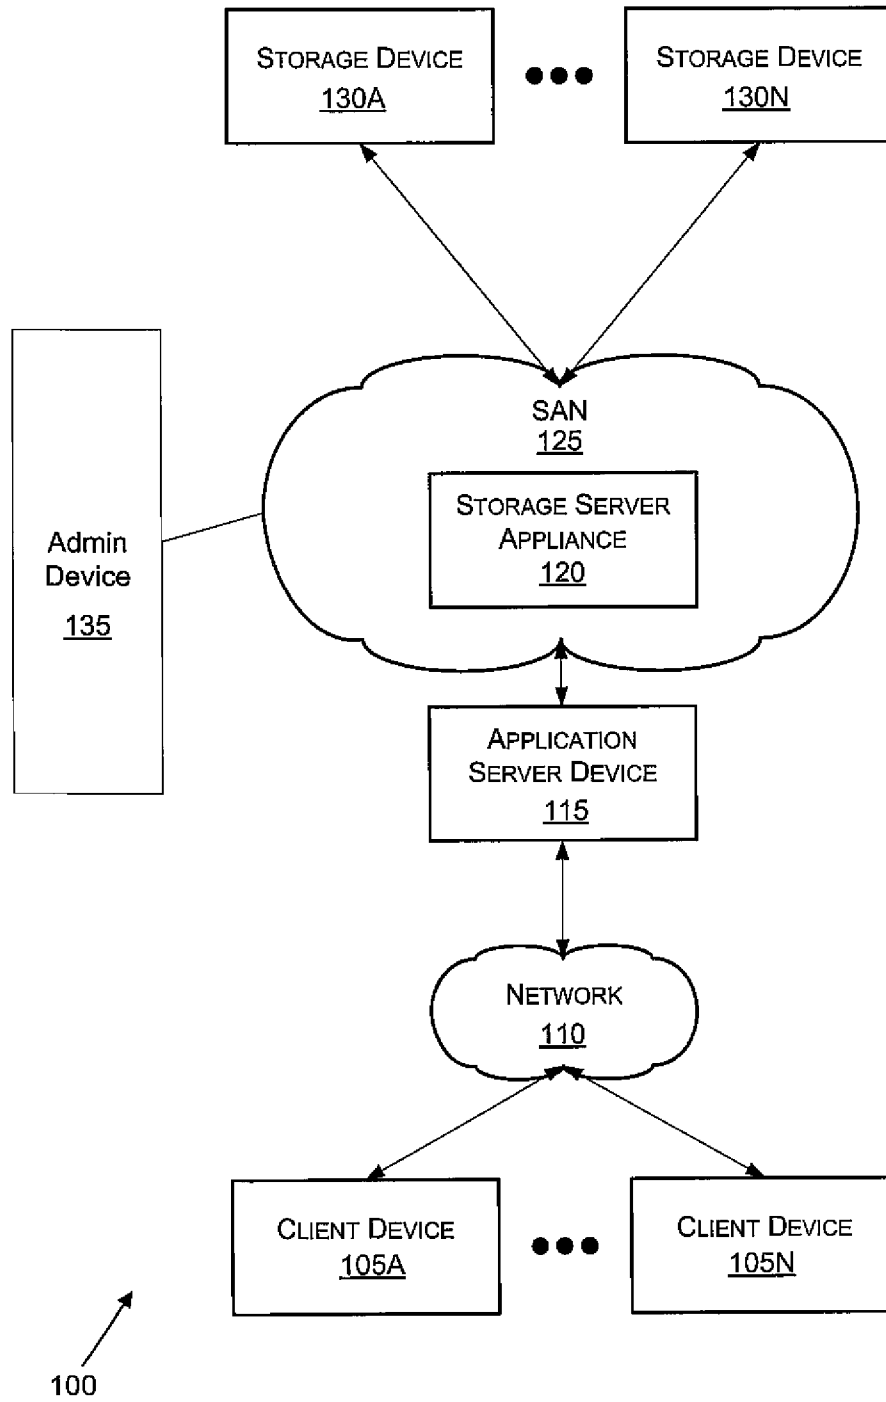 STORAGE DEVICE
130A
STORAGE DEVICE
130N
SAN
125
STORAGE SERVER
APPLIANCE
120
Admin
Device
135
APPLICATION
SERVER DEVICE
115
NETWORK
110
CLIENT DEVICE
105A
CLIENT DEVICE
105N
100